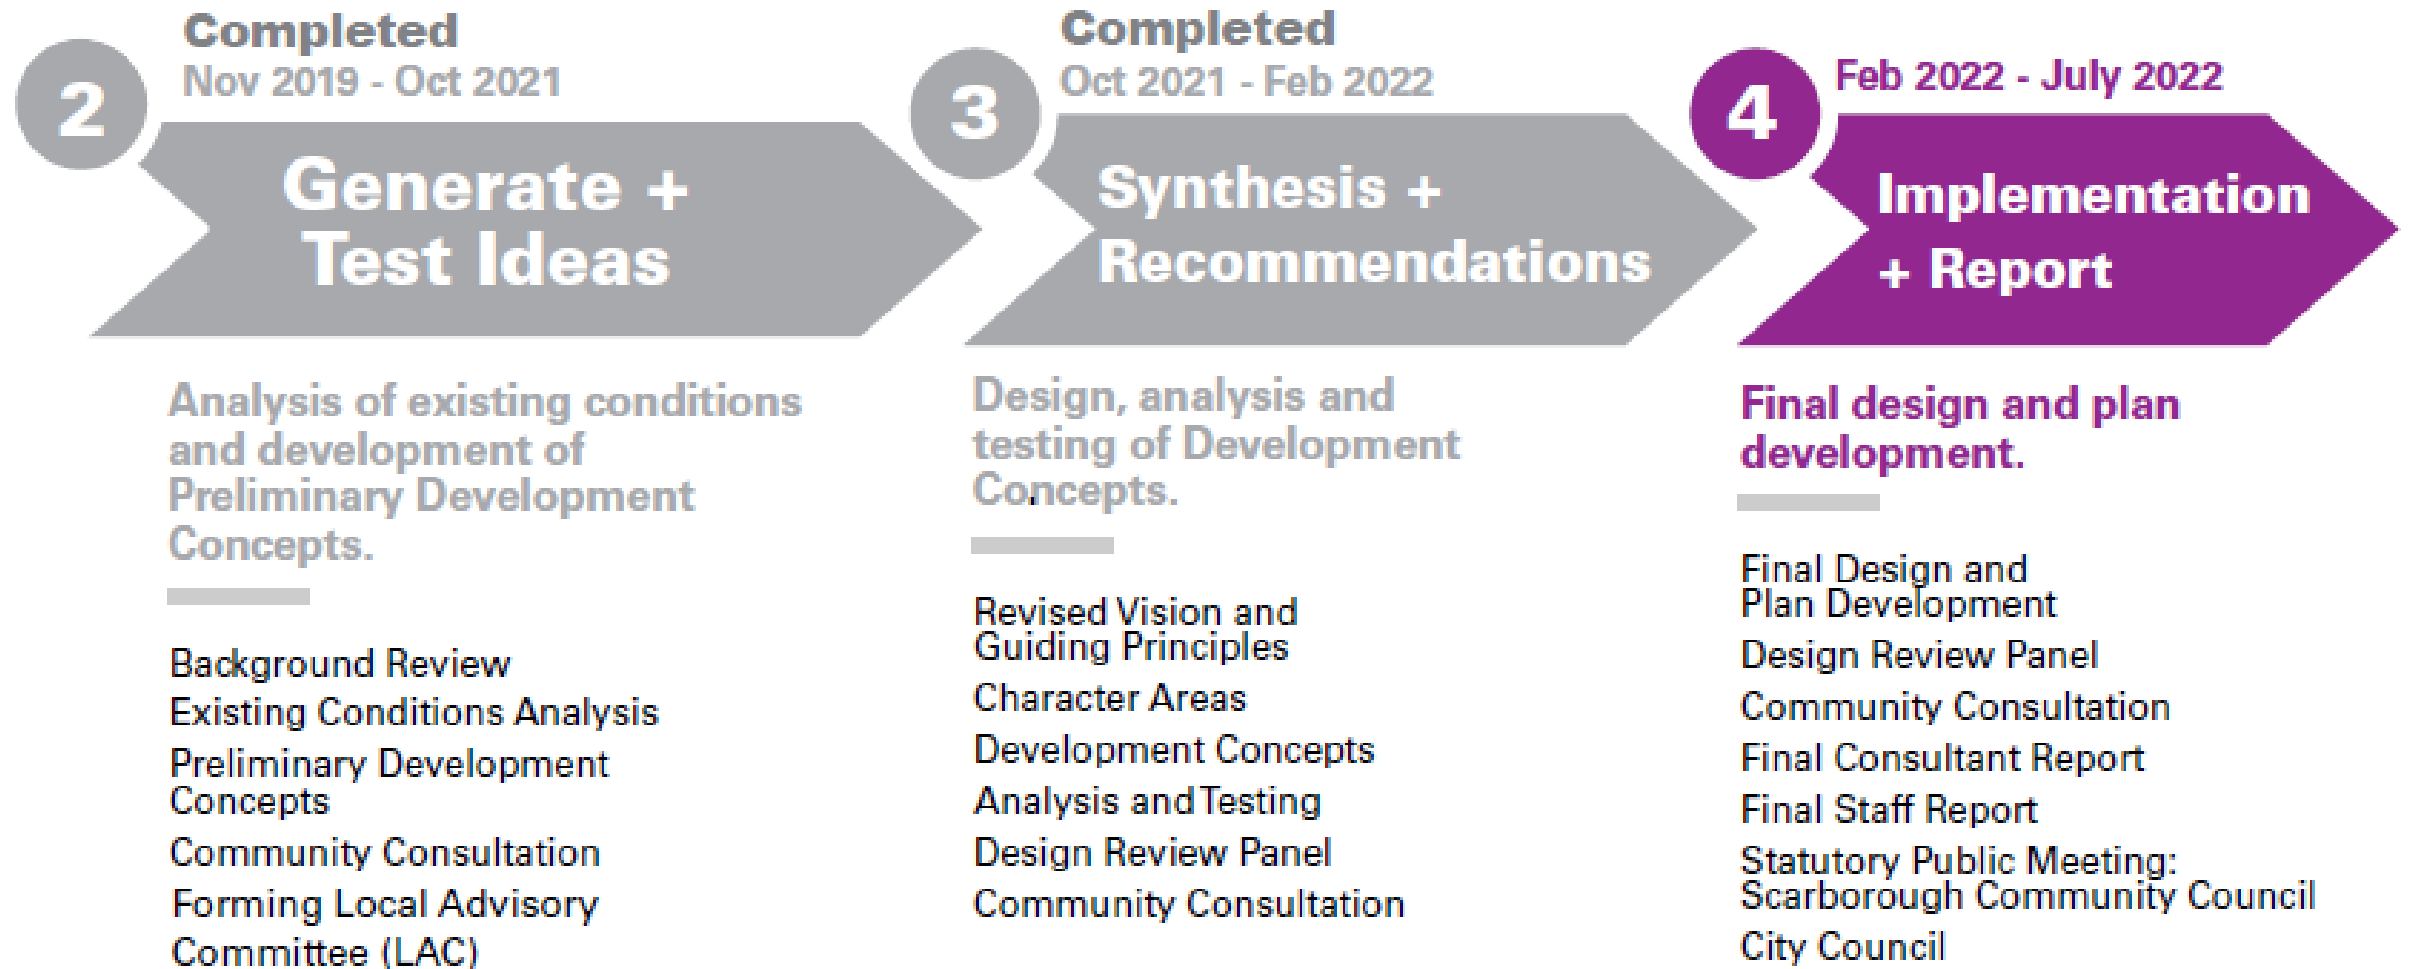 2
Completed
Nov 2019 - Oct 2021
Generate +
Test Ideas
Analysis of existing conditions
and development of
Preliminary Development
Concepts.
Background Review
Existing Conditions Analysis
Preliminary Development
Concepts
Community Consultation
Forming Local Advisory
Committee (LAC)
3
Completed
Oct 2021 - Feb 2022
Synthesis +
Recommendations
Design, analysis and
testing of Development
Concepts.
Revised Vision and
Guiding Principles
Character Areas
Development Concepts
Analysis and Testing
Design Review Panel
Community Consultation
4
Feb 2022 - July 2022
Implementation
+ Report
Final design and plan
development.
Final Design and
Plan Development
Design Review Panel
Community Consultation
Final Consultant Report
Final Staff Report
Statutory Public Meeting:
Scarborough Community Council
City Council